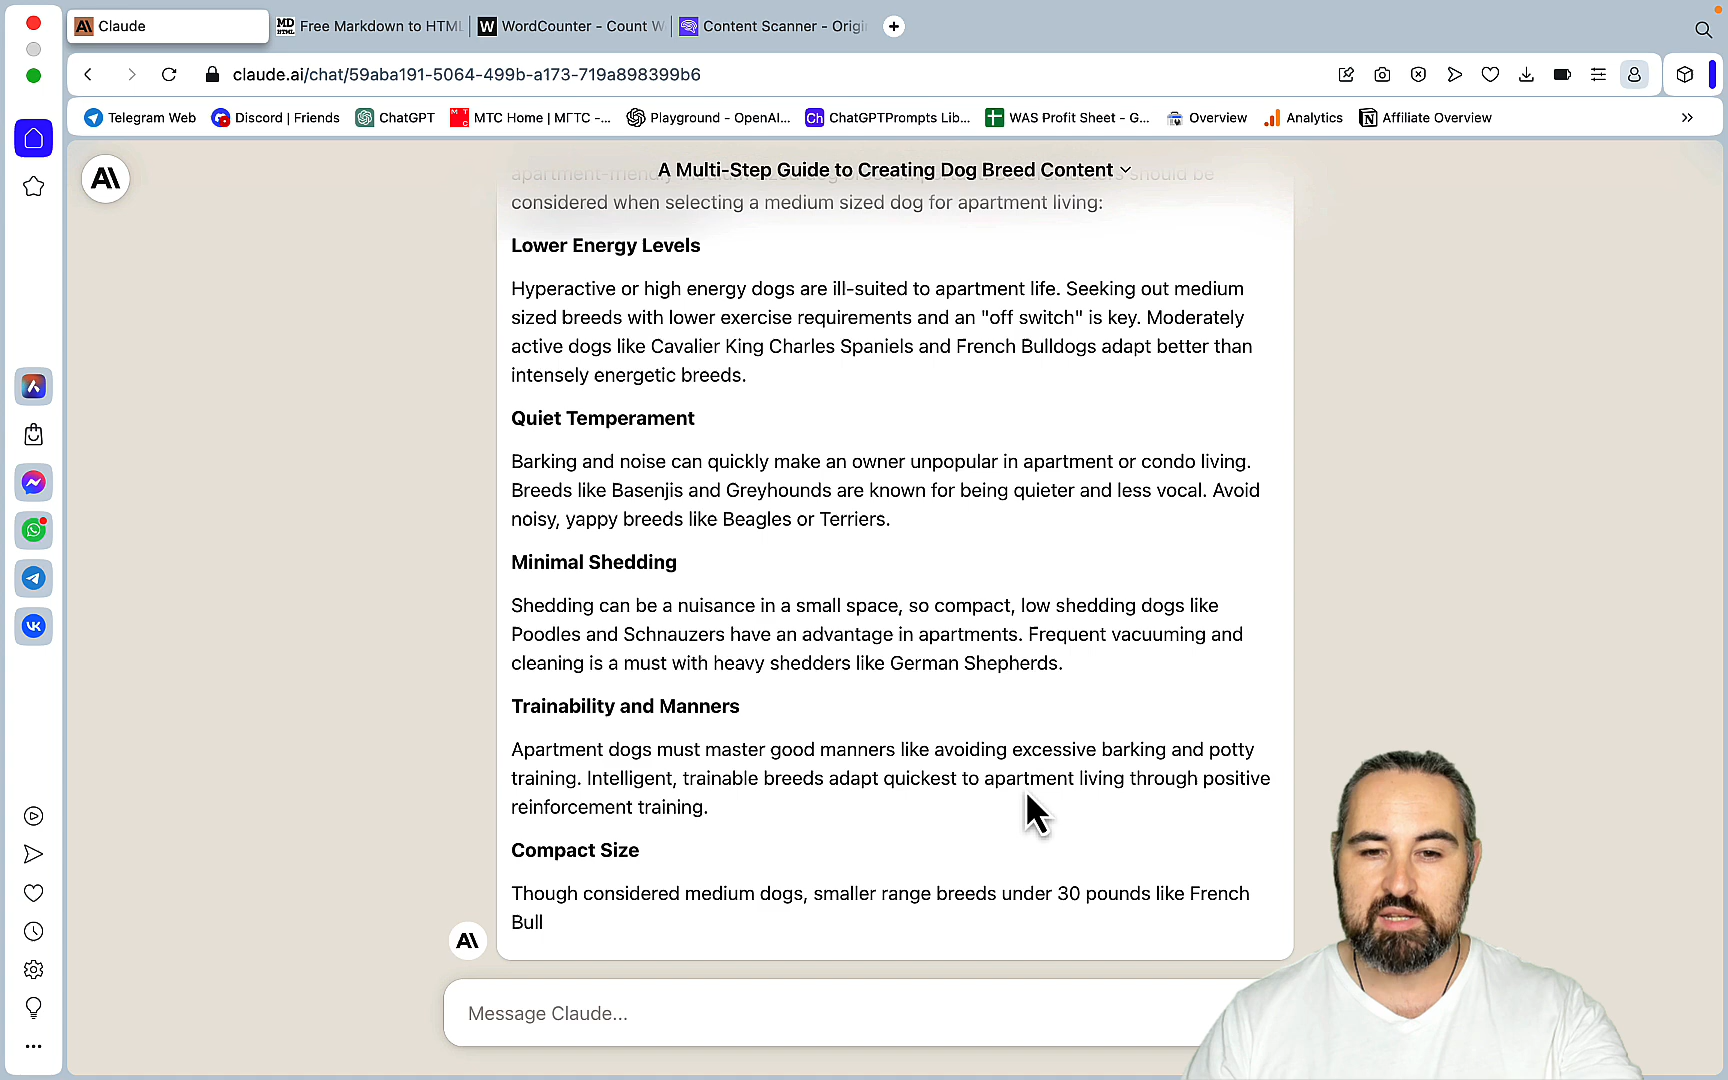 Claude
Free Markdown to HTML
WordCounter - Count W
Content Scanner - Origi
claude.ai/chat/59aba191-5064-499b-a173-719a898399b6
Telegram Web
Discord | Friends
ChatGPT
МТС Home | МГТС -...
Playground - OpenAI...
ChatGPTPrompts Lib...
WAS Profit Sheet - G...
Overview
Analytics
Affiliate Overview
A Multi-Step Guide to Creating Dog Breed Content
considered when selecting a medium sized dog for apartment living:
Lower Energy Levels
Hyperactive or high energy dogs are ill-suited to apartment life. Seeking out medium
sized breeds with lower exercise requirements and an "off switch" is key. Moderately
active dogs like Cavalier King Charles Spaniels and French Bulldogs adapt better than
intensely energetic breeds.
Quiet Temperament
Barking and noise can quickly make an owner unpopular in apartment or condo living.
Breeds like Basenjis and Greyhounds are known for being quieter and less vocal. Avoid
noisy, yappy breeds like Beagles or Terriers.
Minimal Shedding
Shedding can be a nuisance in a small space, so compact, low shedding dogs like
Poodles and Schnauzers have an advantage in apartments. Frequent vacuuming and
cleaning is a must with heavy shedders like German Shepherds.
Trainability and Manners
Apartment dogs must master good manners like avoiding excessive barking and potty
training. Intelligent, trainable breeds adapt quickest to apartment living through positive
reinforcement training.
Compact Size
Though considered medium dogs, smaller range breeds under 30 pounds like French
Bull
Message Claude...